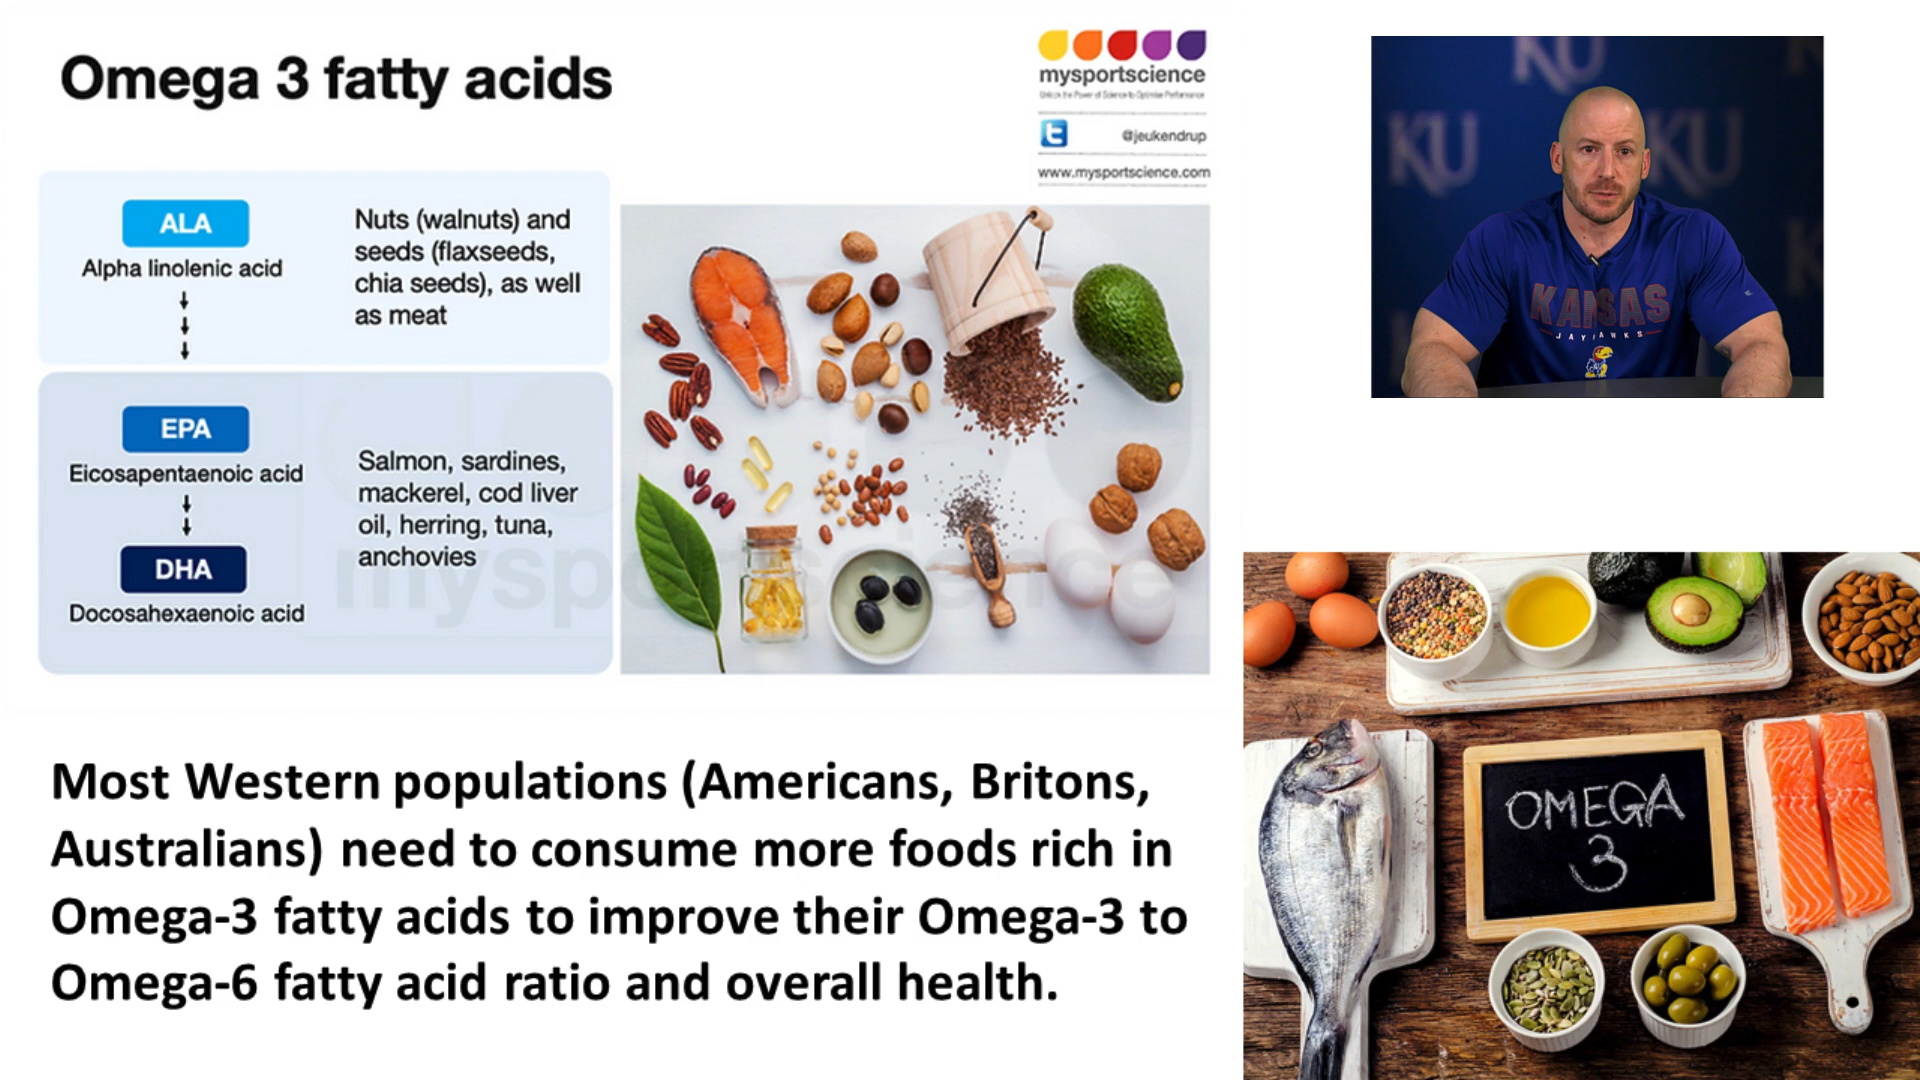 Omega 3 fatty acids
mysportscience
Unlock the Power of Science to Optimise Performance
@jeukendrup
www.mysportscience.com
ALA
Alpha linolenic acid
Nuts (walnuts) and
seeds (flaxseeds,
chia seeds), as well
as meat
EPA
Eicosapentaenoic acid
DHA
Docosahexaenoic acid
Salmon, sardines,
mackerel, cod liver
oil, herring, tuna,
anchovies
mysportscience
KU
KU
KU
KANSAS
JAYHAWKS
OMEGA
3
Most Western populations (Americans, Britons,
Australians) need to consume more foods rich in
Omega-3 fatty acids to improve their Omega-3 to
Omega-6 fatty acid ratio and overall health.